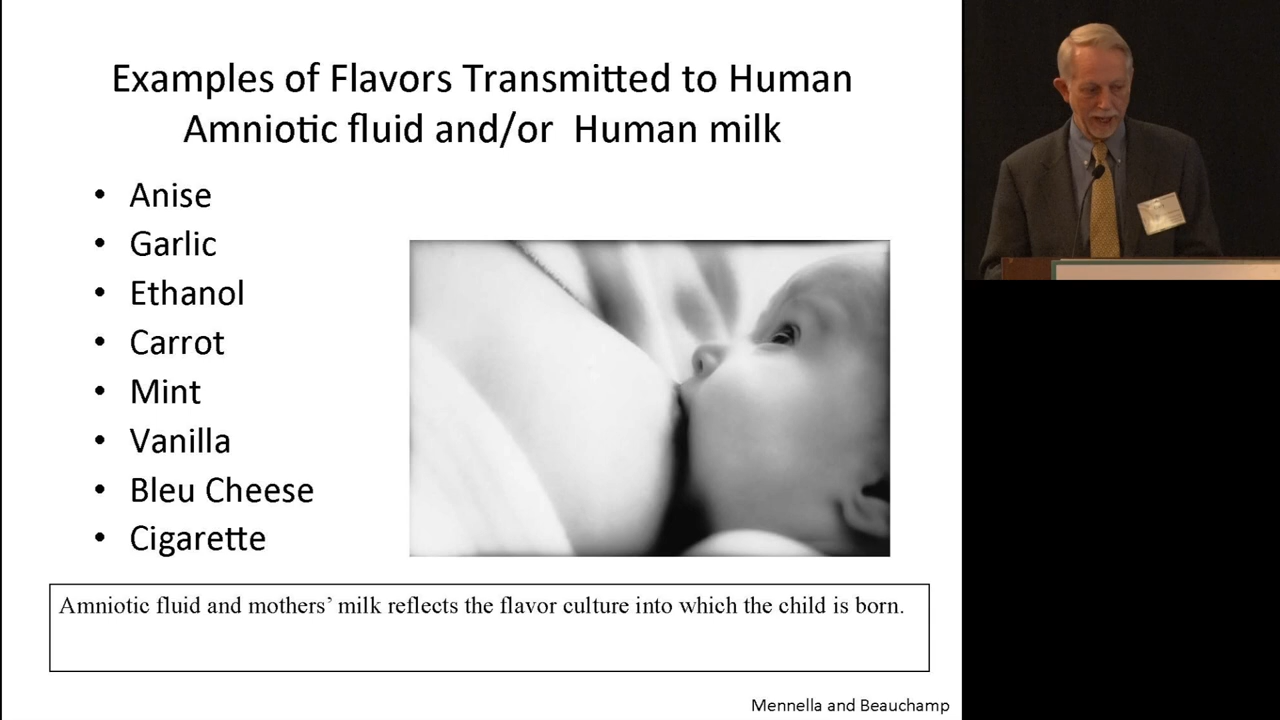 Examples of Flavors Transmitted to Human
Amniotic fluid and/or Human milk
• Anise
• Garlic
• Ethanol
• Carrot
• Mint
• Vanilla
• Bleu Cheese
• Cigarette
Amniotic fluid and mothers' milk reflects the flavor culture into which the child is born.
Mennella and Beauchamp